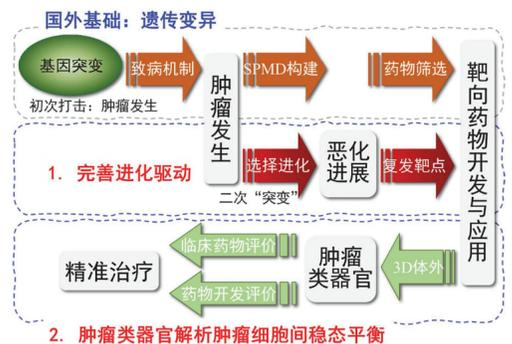 国外基础：遗传变异
基因突变
致病机制
SPMD构建
药物筛选
初次打击：肿瘤发生
肿瘤发生
靶向药物开发与应用
1. 完善进化驱动
选择进化
恶化进展
复发靶点
二次“突变”
临床药物评价
精准治疗
肿瘤类器官
3D体外
药物开发评价
2. 肿瘤类器官解析肿瘤细胞间稳态平衡